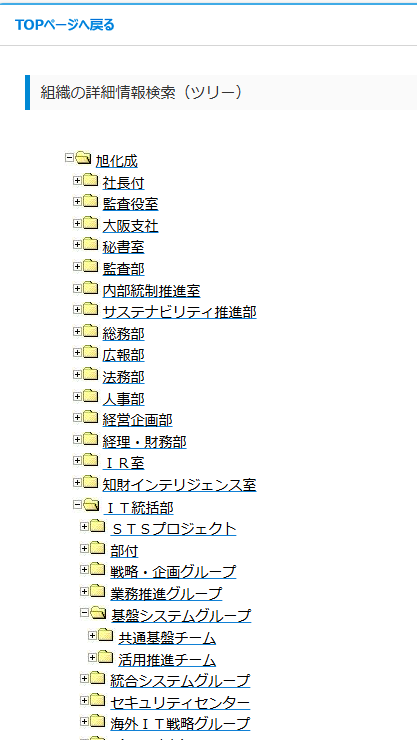 TOPページへ戻る
組織の詳細情報検索（ツリー）
旭化成
社長付
監査役室
大阪支社
秘書室
監査部
内部統制推進室
サステナビリティ推進部
総務部
広報部
法務部
人事部
経営企画部
経理・財務部
ＩＲ室
知財インテリジェンス室
ＩＴ統括部
ＳＴＳプロジェクト
部付
戦略・企画グループ
業務推進グループ
基盤システムグループ
共通基盤チーム
活用推進チーム
統合システムグループ
セキュリティセンター
海外ＩＴ戦略グループ